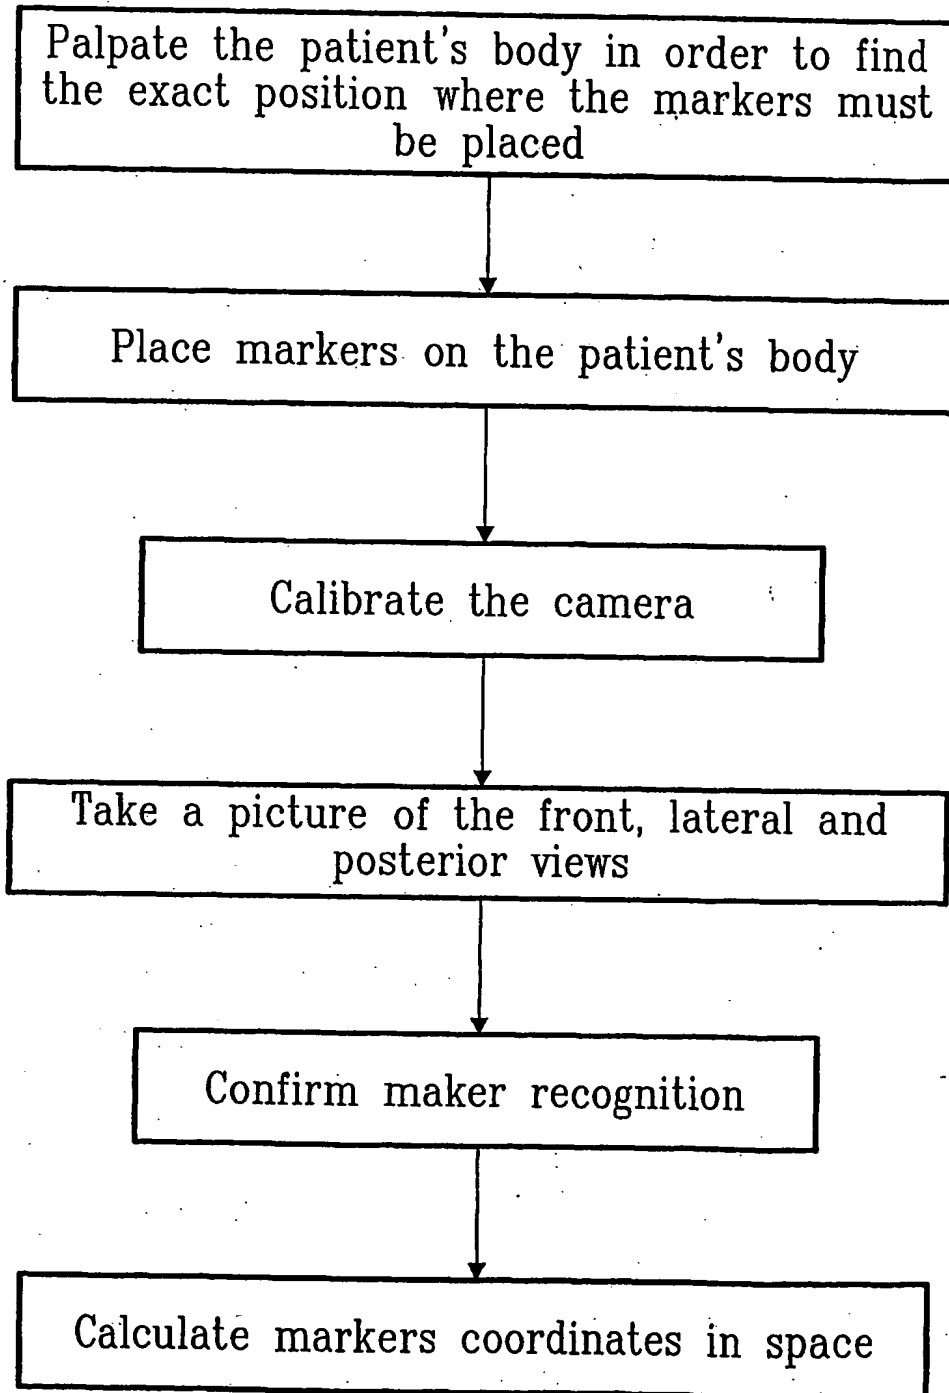 Palpate the patient's body in order to find
the exact position where the markers must
be placed
Place markers on the patient's body
Calibrate the camera
Take a picture of the front, lateral and
posterior views
Confirm maker recognition
Calculate markers coordinates in space